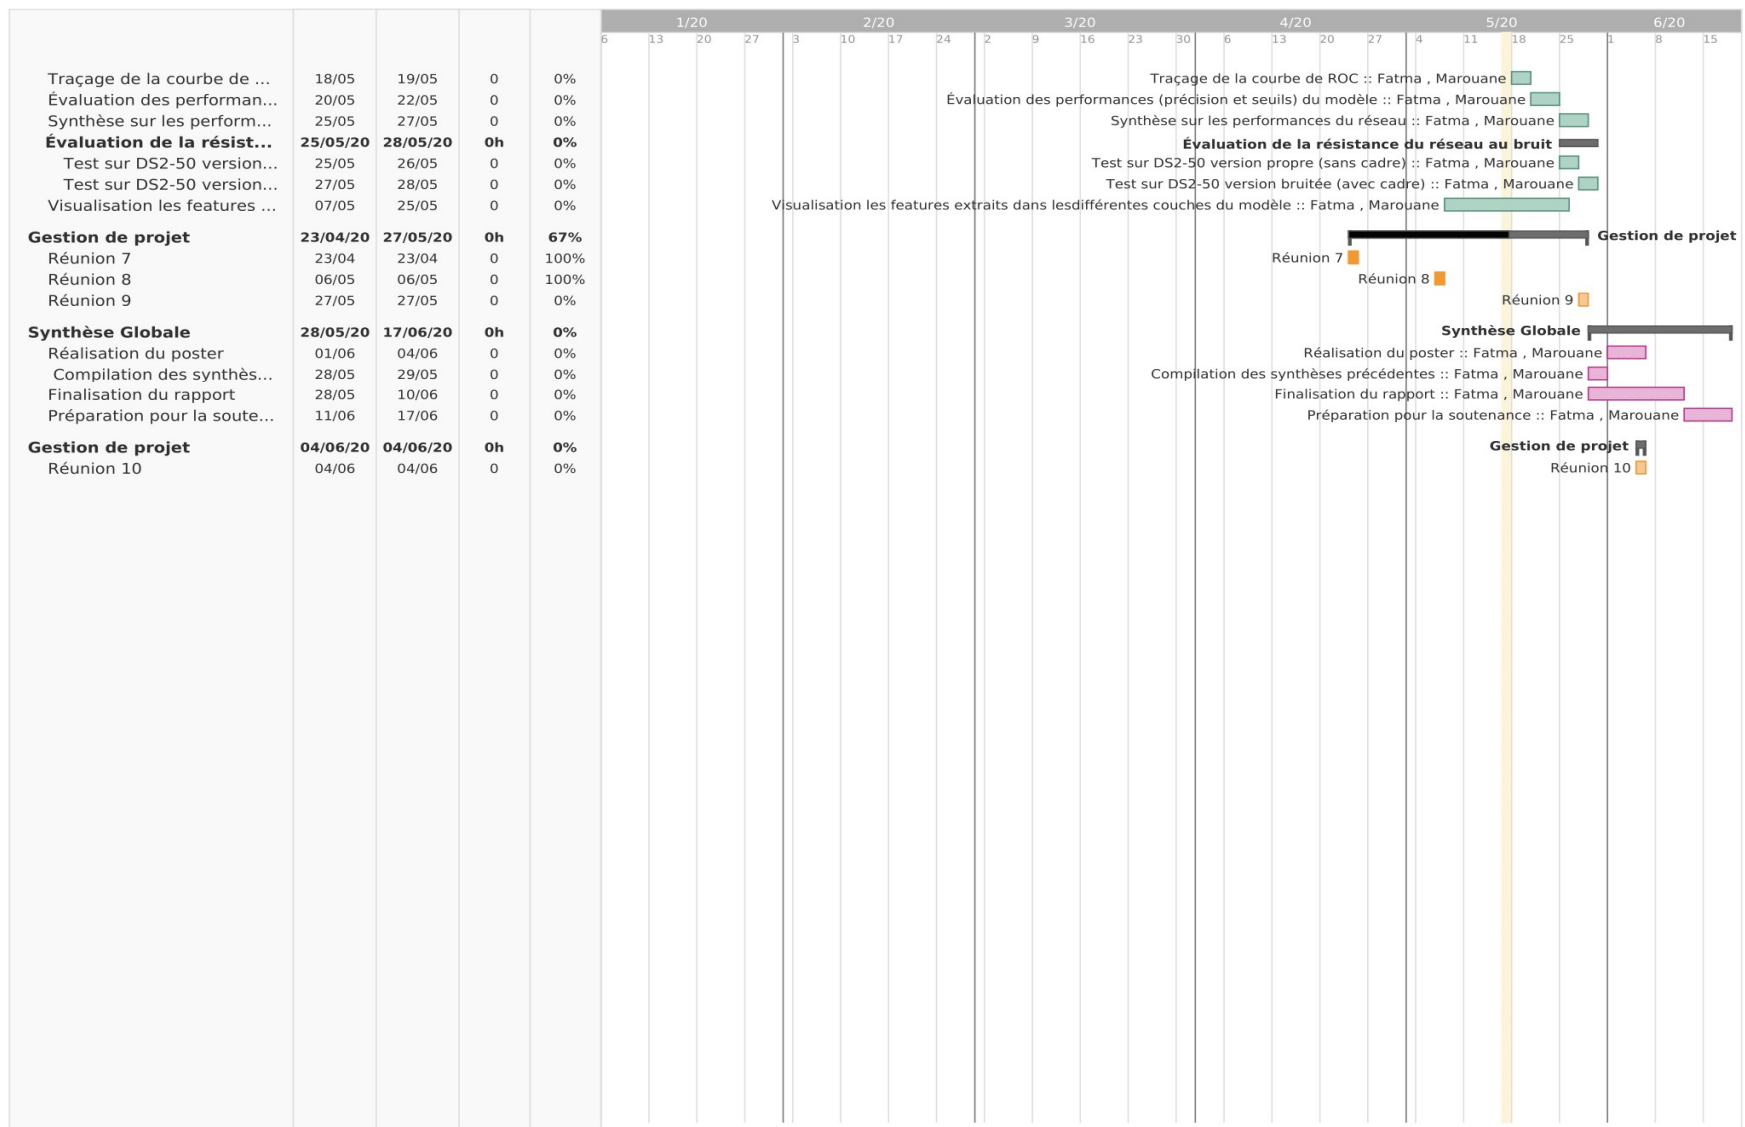 1/20 2/20 3/20 4/20 5/20 6/20
6 13 20 27 3 10 17 24 2 9 16 23 30 6 13 20 27 4 11 18 25 1 8 15
Traçage de la courbe de ... 18/05 19/05 0 0% Traçage de la courbe de ROC :: Fatma , Marouane
Évaluation des performan... 20/05 22/05 0 0% Évaluation des performances (précision et seuils) du modèle :: Fatma , Marouane
Synthèse sur les perform... 25/05 27/05 0 0% Synthèse sur les performances du réseau :: Fatma , Marouane
Évaluation de la résist... 25/05/20 28/05/20 0h 0% Évaluation de la résistance du réseau au bruit
Test sur DS2-50 version... 25/05 26/05 0 0% Test sur DS2-50 version propre (sans cadre) :: Fatma , Marouane
Test sur DS2-50 version... 27/05 28/05 0 0% Test sur DS2-50 version bruitée (avec cadre) :: Fatma , Marouane
Visualisation les features ... 07/05 25/05 0 0% Visualisation les features extraits dans lesdifférentes couches du modèle :: Fatma , Marouane
Gestion de projet 23/04/20 27/05/20 0h 67% Gestion de projet
Réunion 7 23/04 23/04 0 100% Réunion 7
Réunion 8 06/05 06/05 0 100% Réunion 8
Réunion 9 27/05 27/05 0 0% Réunion 9
Synthèse Globale 28/05/20 17/06/20 0h 0% Synthèse Globale
Réalisation du poster 01/06 04/06 0 0% Réalisation du poster :: Fatma , Marouane
Compilation des synthès... 28/05 29/05 0 0% Compilation des synthèses précédentes :: Fatma , Marouane
Finalisation du rapport 28/05 10/06 0 0% Finalisation du rapport :: Fatma , Marouane
Préparation pour la soute... 11/06 17/06 0 0% Préparation pour la soutenance :: Fatma , Marouane
Gestion de projet 04/06/20 04/06/20 0h 0% Gestion de projet
Réunion 10 04/06 04/06 0 0% Réunion 10